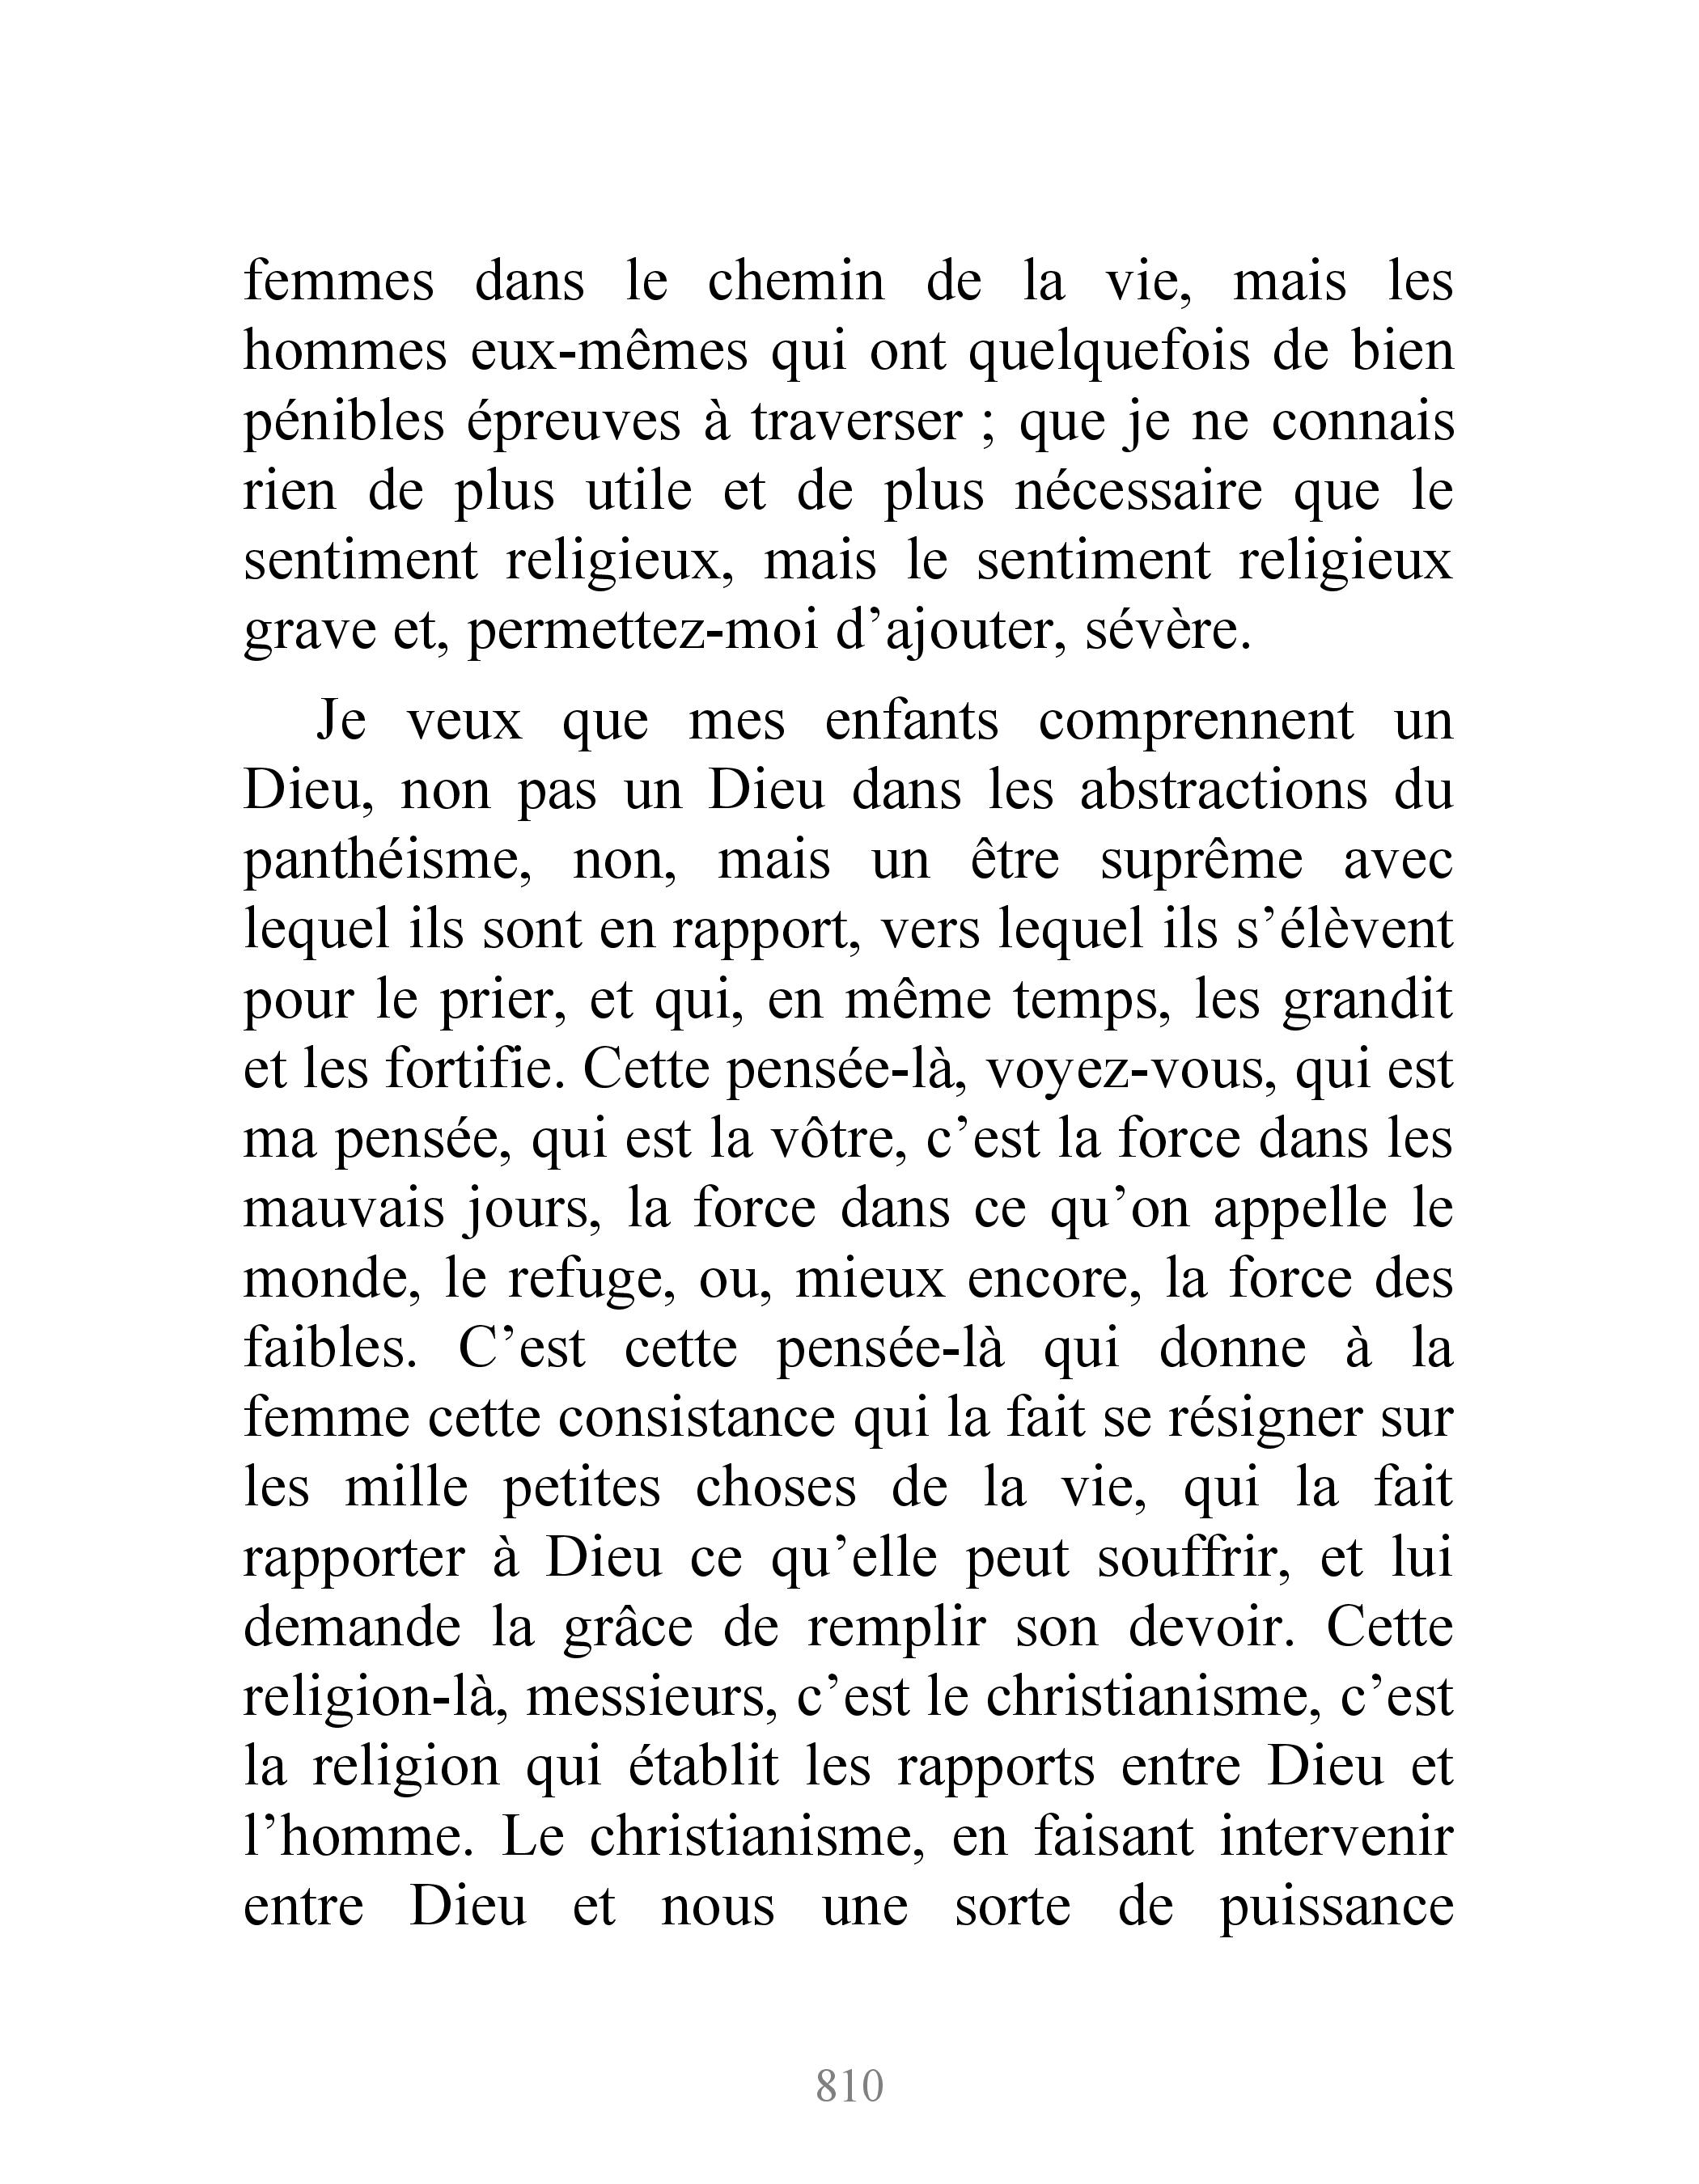 femmes dans le chemin de la vie, mais les
hommes eux-mêmes qui ont quelquefois de bien
pénibles épreuves à traverser ; que je ne connais
rien de plus utile et de plus nécessaire que le
sentiment religieux, mais le sentiment religieux
grave et, permettez-moi d’ajouter, sévère.
Je veux que mes enfants comprennent un
Dieu, non pas un Dieu dans les abstractions du
panthéisme, non, mais un être suprême avec
lequel ils sont en rapport, vers lequel ils s’élèvent
pour le prier, et qui, en même temps, les grandit
et les fortifie. Cette pensée-là, voyez-vous, qui est
ma pensée, qui est la vôtre, c’est la force dans les
mauvais jours, la force dans ce qu’on appelle le
monde, le refuge, ou, mieux encore, la force des
faibles. C’est cette pensée-là qui donne à la
femme cette consistance qui la fait se résigner sur
les mille petites choses de la vie, qui la fait
rapporter à Dieu ce qu’elle peut souffrir, et lui
demande la grâce de remplir son devoir. Cette
religion-là, messieurs, c’est le christianisme, c’est
la religion qui établit les rapports entre Dieu et
l’homme. Le christianisme, en faisant intervenir
entre Dieu et nous une sorte de puissance
810